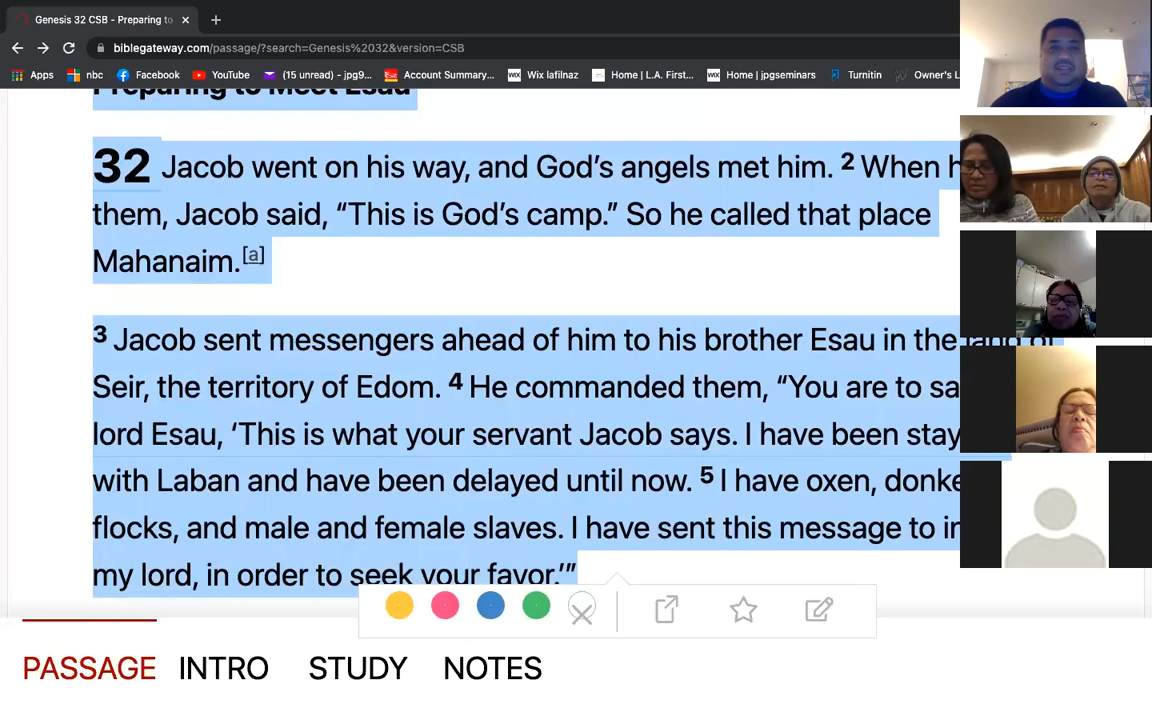 Genesis 32 CSB - Preparing to
biblegateway.com/passage/?search=Genesis%2032&version=CSB
Apps nbc Facebook YouTube (15 unread) - jpg9... Account Summary... Wix lafilnaz Home | L.A. First... Home | jpgseminars Turnitin Owner's L
Preparing to Meet Esau
32 Jacob went on his way, and God’s angels met him. 2 When h
them, Jacob said, “This is God’s camp.” So he called that place
Mahanaim.[a]
3 Jacob sent messengers ahead of him to his brother Esau in the land of
Seir, the territory of Edom. 4 He commanded them, “You are to sa
lord Esau, ‘This is what your servant Jacob says. I have been stay
with Laban and have been delayed until now. 5 I have oxen, donke
flocks, and male and female slaves. I have sent this message to in
my lord, in order to seek your favor.’”
PASSAGE INTRO STUDY NOTES